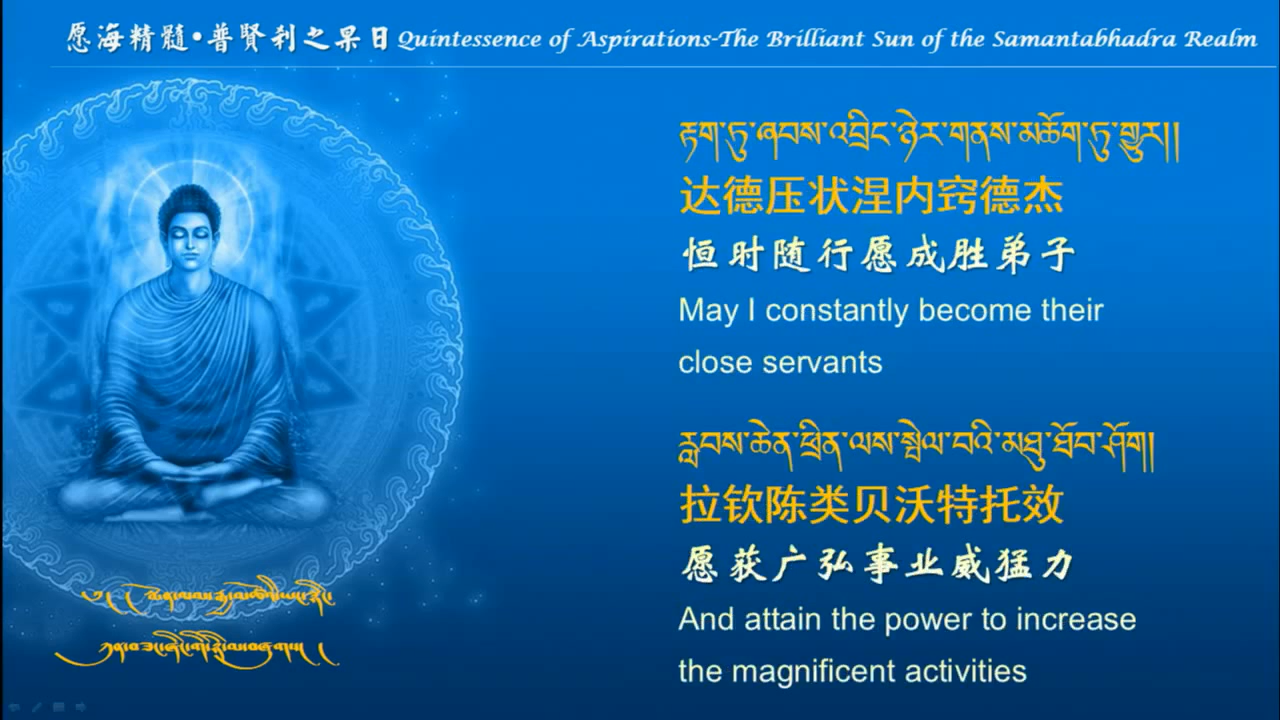 愿海精髓•普賢刹之杲日 Quintessence of Aspirations-The Brilliant Sun of the Samantabhadra Realm
རྟག་ཏུ་ཞབས་འབྲིང་ཉེར་གནས་མཆོག་ཏུ་གྱུར།།
达德压状涅内窍德杰
恒时随行愿成胜弟子
May I constantly become their
close servants
རླབས་ཆེན་ཕྲིན་ལས་སྤེལ་བའི་མཐུ་ཐོབ་ཤོག།
拉钦陈类贝沃特托效
愿获广弘事业威猛力
And attain the power to increase
the magnificent activities